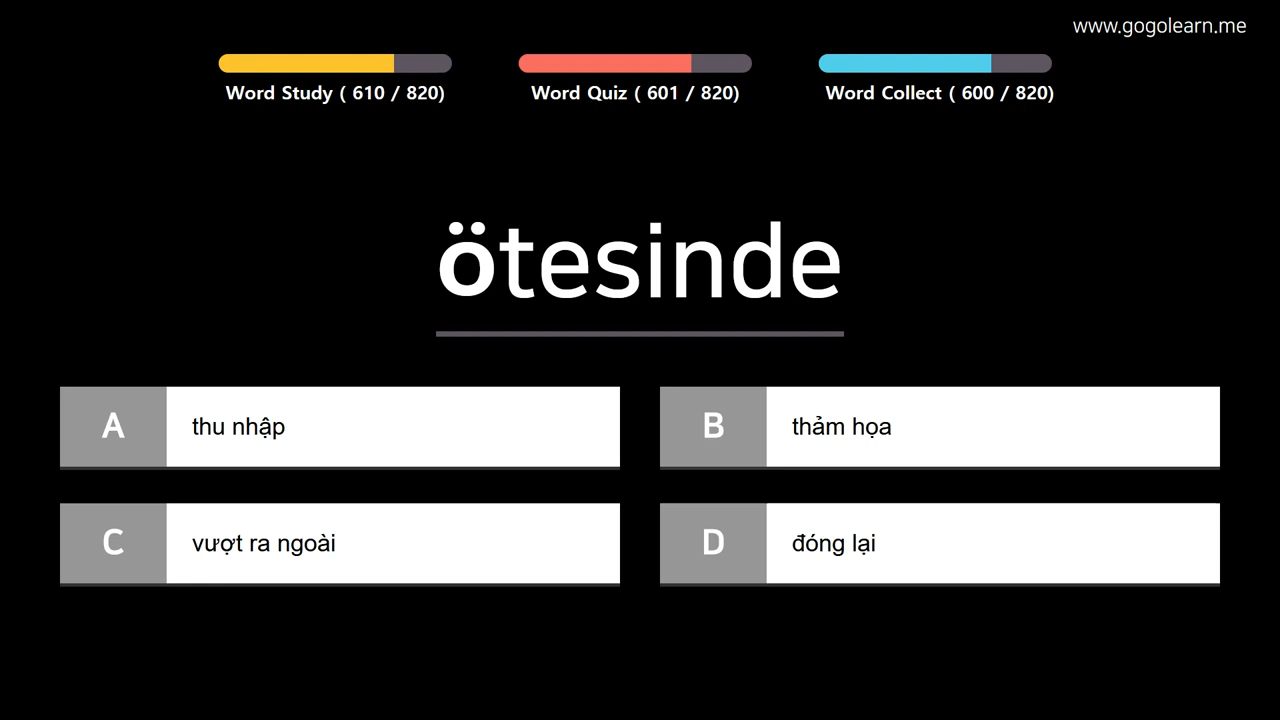 www.gogolearn.me
Word Study ( 610 / 820)
Word Quiz ( 601 / 820)
Word Collect ( 600 / 820)
ötesinde
A thu nhập
B thảm họa
C vượt ra ngoài
D đóng lại